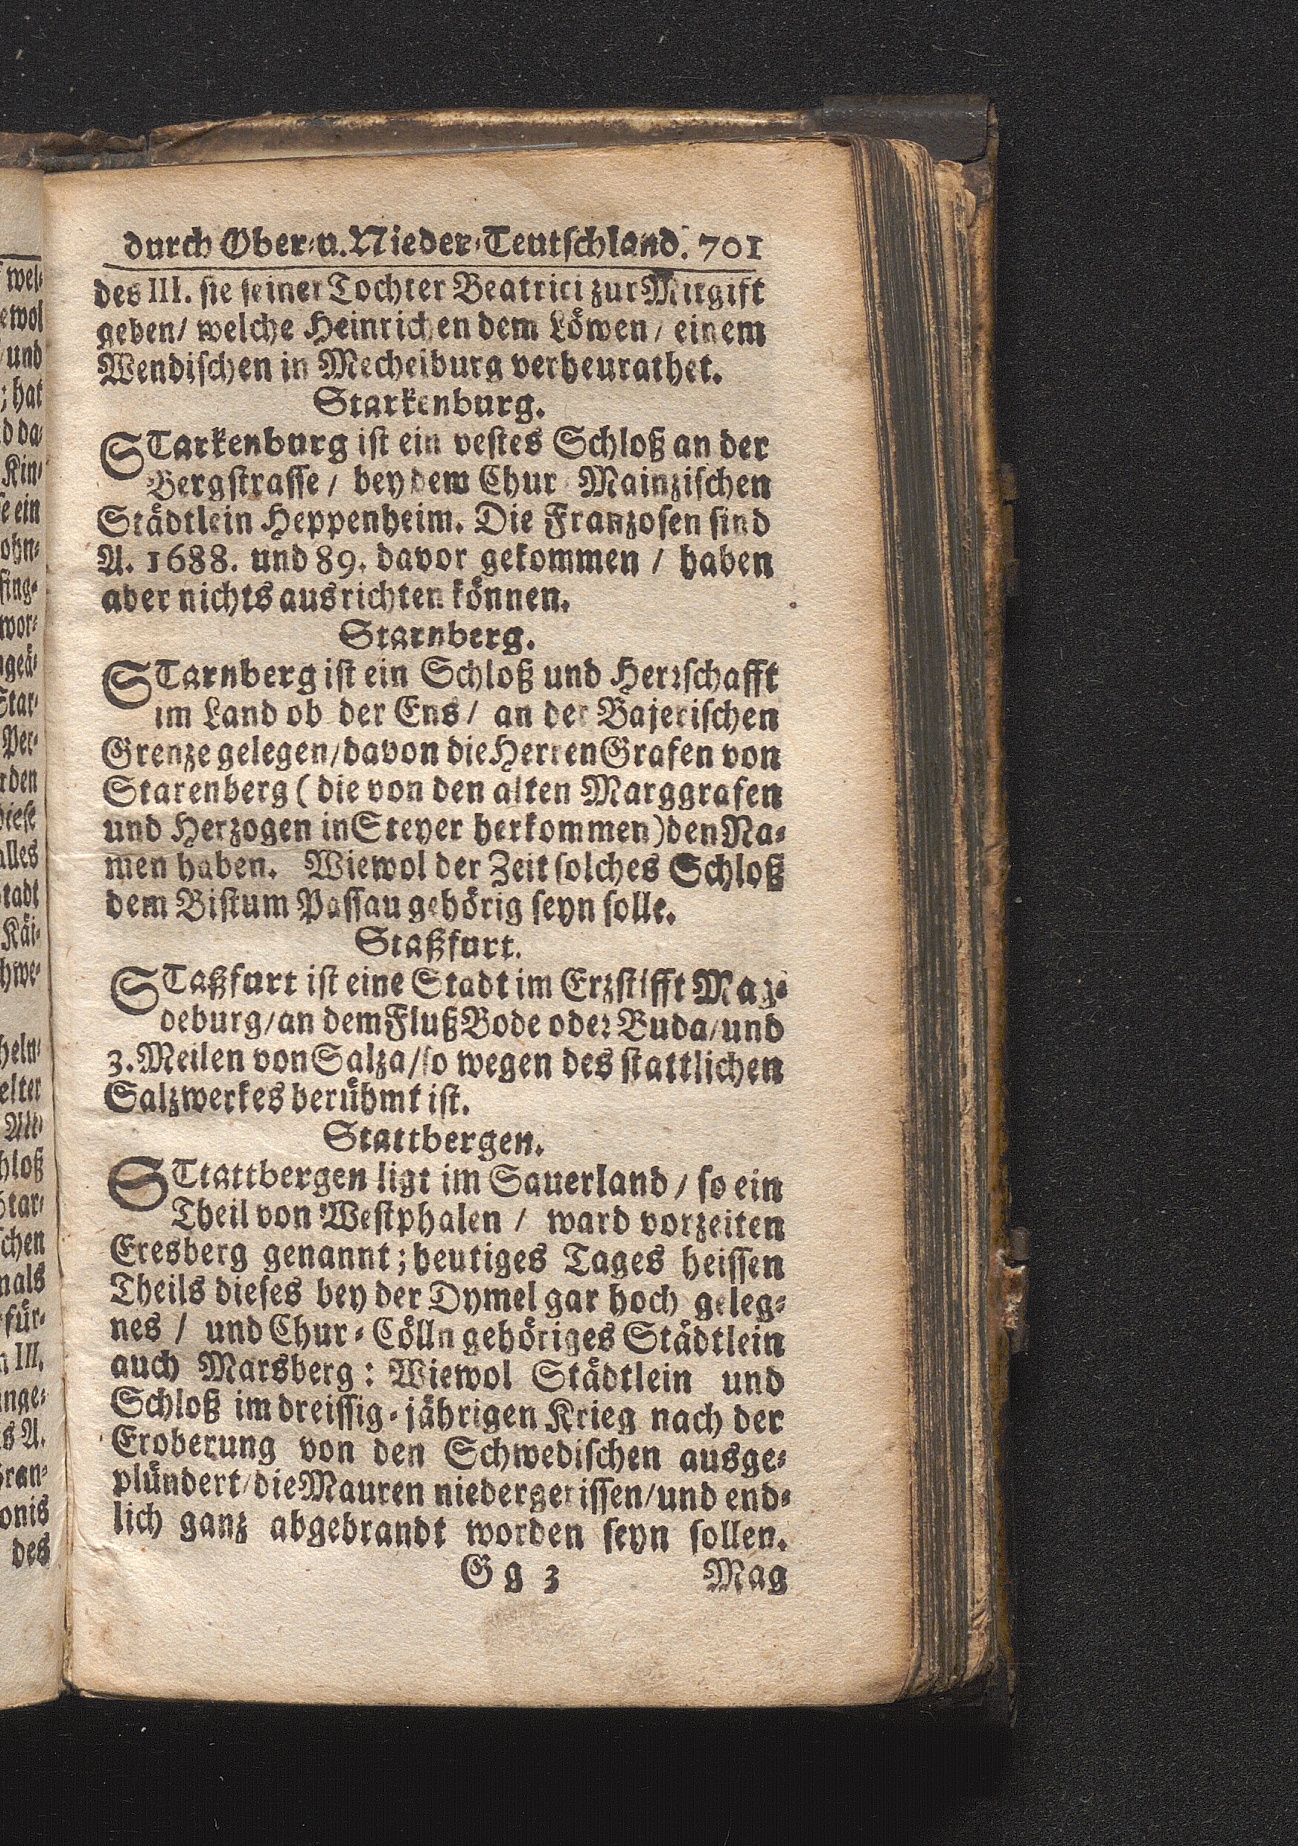 durch Ober-u. Nieder-Teutschland. 701
des III. sie seiner Tochter Beatrici zur Mitgift
geben/ welche Heinrichen dem Löwen/ einem
Wendischen in Mechelburg verheurathet.
Starkenburg.
STarkenburg ist ein vestes Schloß an der
Bergstrasse/ bey dem Chur Mainzischen
Städtlein Heppenheim. Die Franzosen sind
A. 1688. und 89. davor gekommen / haben
aber nichts ausrichten können.
Starnberg.
STarnberg ist ein Schloß und Herrschafft
im Land ob der Ens/ an der Bajerischen
Grenze gelegen/davon die Herren Grafen von
Starenberg (die von den alten Marggrafen
und Herzogen in Steyer herkommen) den Na-
men haben. Wiewol der Zeit solches Schloß
dem Bistum Passau gehörig seyn solle.
Staßfurt.
STaßfurt ist eine Stadt im Erzstifft Mag-
deburg/an dem Fluß Bode oder Buda/und
3. Meilen von Salza/so wegen des stattlichen
Salzwerkes berühmt ist.
Stattbergen.
STtattbergen ligt im Sauerland/ so ein
Theil von Westphalen / ward vorzeiten
Eresberg genannt; heutiges Tages heissen
Theils dieses bey der Dymel gar hoch geleg-
nes / und Chur-Cölln gehöriges Städtlein
auch Marsberg: Wiewol Städtlein und
Schloß im dreissig-jährigen Krieg nach der
Eroberung von den Schwedischen ausge-
plündert/die Mauren niedergerissen/und end-
lich ganz abgebrandt worden seyn sollen.
Gg 3 Mag